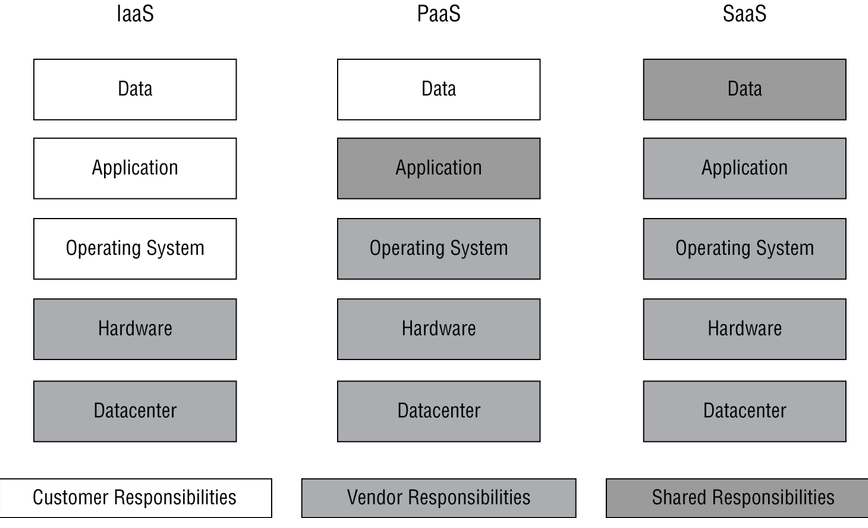 IaaS
PaaS
SaaS
Data
Data
Data
Application
Application
Application
Operating System
Operating System
Operating System
Hardware
Hardware
Hardware
Datacenter
Datacenter
Datacenter
Customer Responsibilities
Vendor Responsibilities
Shared Responsibilities